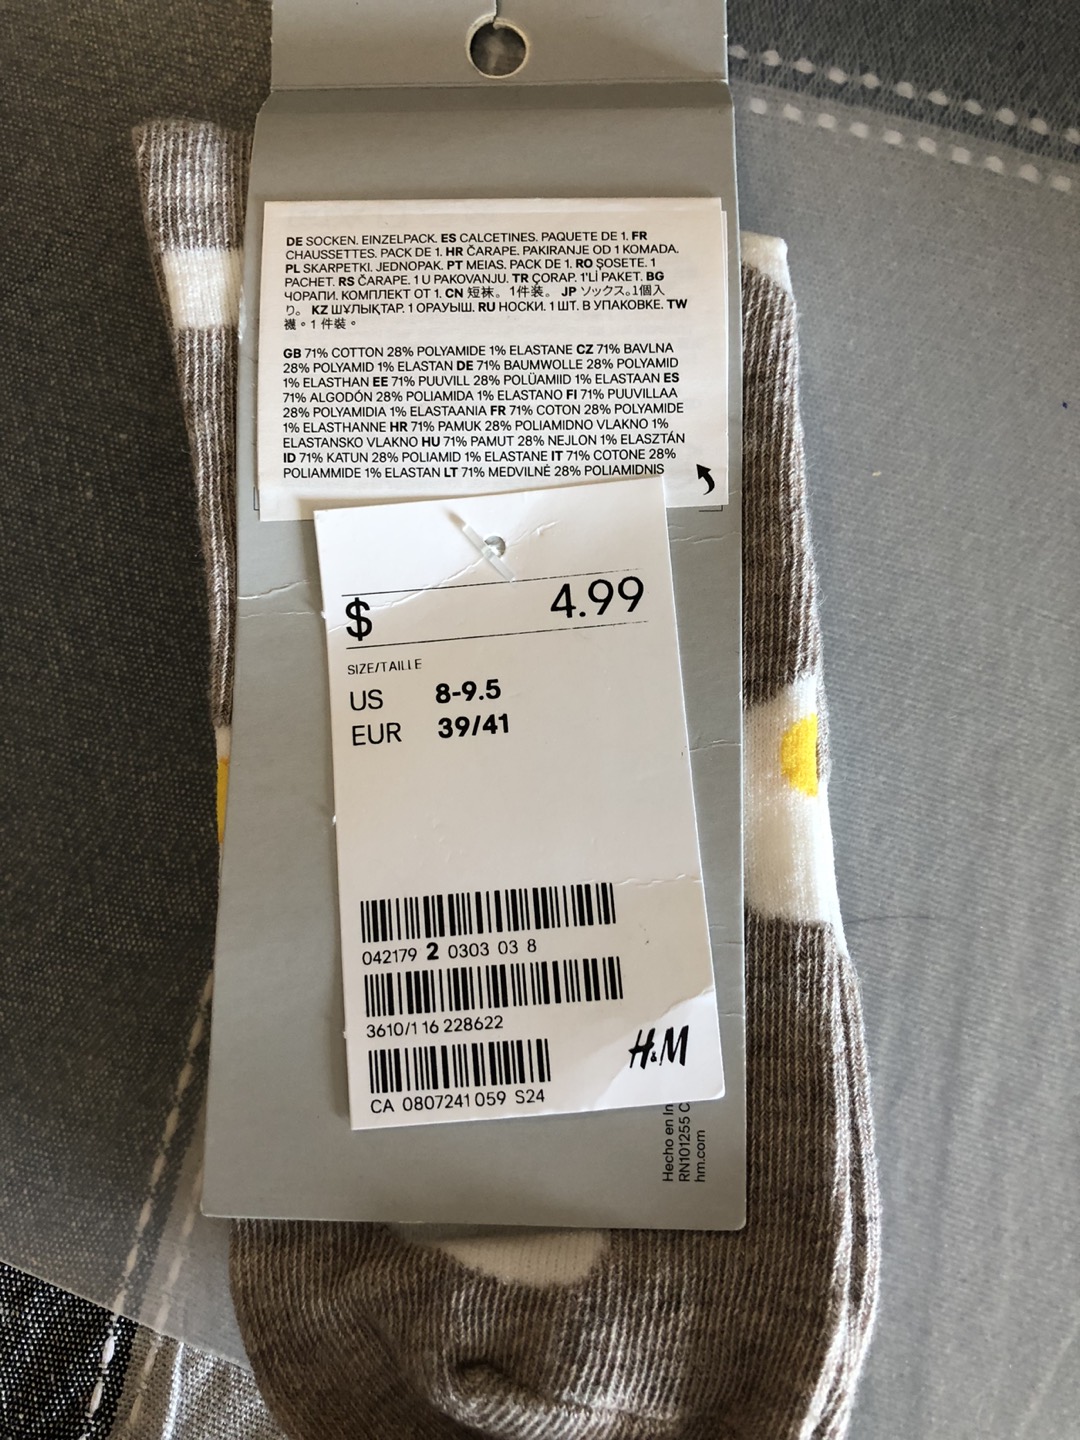 DE SOCKEN. EINZELPACK. ES CALCETINES. PAQUETE DE 1. FR
CHAUSSETTES. PACK DE 1. HR ČARAPE. PAKIRANJE OD 1 KOMADA.
PL SKARPETKI. JEDNOPAK. PT MEIAS. PACK DE 1. RO ȘOSETE. 1
PACHET. RS ČARAPE. 1 U PAKOVANJU. TR ÇORAP. 1'Lİ PAKET. BG
ЧОРАПИ. КОМПЛЕКТ ОТ 1. CN 短袜。 1件装。 JP ソックス。1個入
り。 KZ ШҰЛЫҚТАР. 1 ОРАУЫШ. RU НОСКИ. 1 ШТ. В УПАКОВКЕ. TW
襪。1 件裝。
GB 71% COTTON 28% POLYAMIDE 1% ELASTANE CZ 71% BAVLNA
28% POLYAMID 1% ELASTAN DE 71% BAUMWOLLE 28% POLYAMID
1% ELASTHAN EE 71% PUUVILL 28% POLÜAMIID 1% ELASTAAN ES
71% ALGODÓN 28% POLIAMIDA 1% ELASTANO FI 71% PUUVILLAA
28% POLYAMIDIA 1% ELASTAANIA FR 71% COTON 28% POLYAMIDE
1% ELASTHANNE HR 71% PAMUK 28% POLIAMIDNO VLAKNO 1%
ELASTANSKO VLAKNO HU 71% PAMUT 28% NEJLON 1% ELASZTÁN
ID 71% KATUN 28% POLIAMID 1% ELASTANE IT 71% COTONE 28%
POLIAMMIDE 1% ELASTAN LT 71% MEDVILNĖ 28% POLIAMIDNIS
$ 4.99
SIZE/TAILLE
US 8-9.5
EUR 39/41
042179 2 0303 03 8
3610/1 16 228622
CA 0807241 059 S24
H&M
Hecho en In
RN101255 C
hm.com